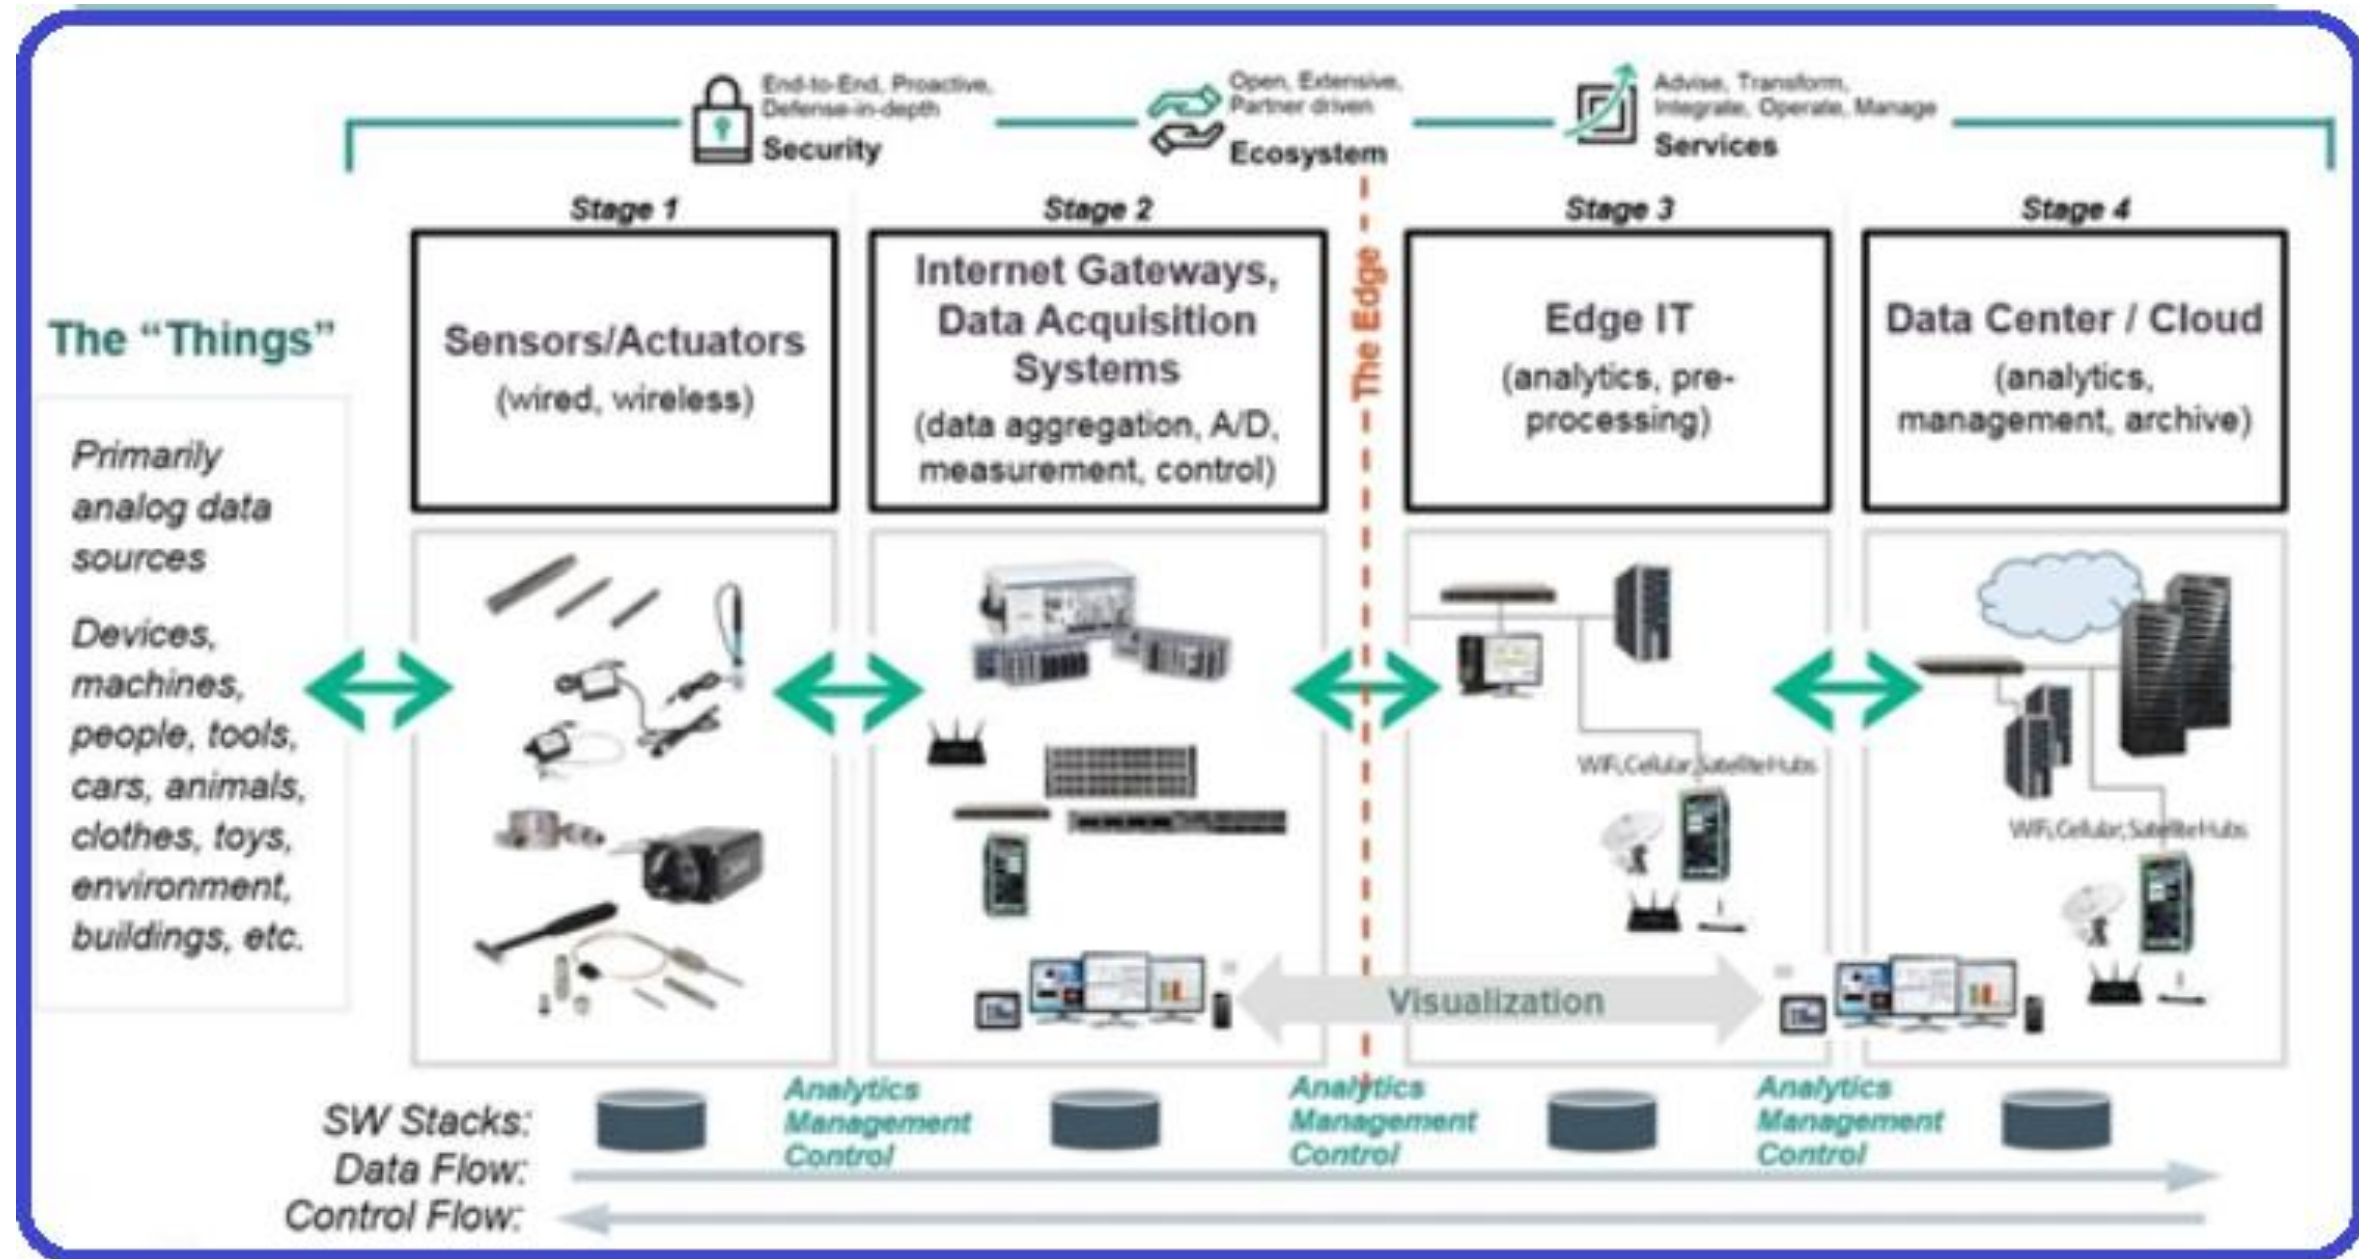 End-to-End, Proactive,
Defense-in-depth
Security
Open, Extensive,
Partner driven
Ecosystem
Advise, Transform,
Integrate, Operate, Manage
Services
Stage 1
Stage 2
Stage 3
Stage 4
The "Things"
Primarily
analog data
sources
Devices,
machines,
people, tools,
cars, animals,
clothes, toys,
environment,
buildings, etc.
Sensors/Actuators
(wired, wireless)
Internet Gateways,
Data Acquisition
Systems
(data aggregation, A/D,
measurement, control)
The Edge
Edge IT
(analytics, pre-
processing)
Data Center / Cloud
(analytics,
management, archive)
WiFi, Cellular, Satellite Hubs
WiFi, Cellular, Satellite Hubs
Visualization
Analytics
Management
Control
Analytics
Management
Control
Analytics
Management
Control
SW Stacks:
Data Flow:
Control Flow: